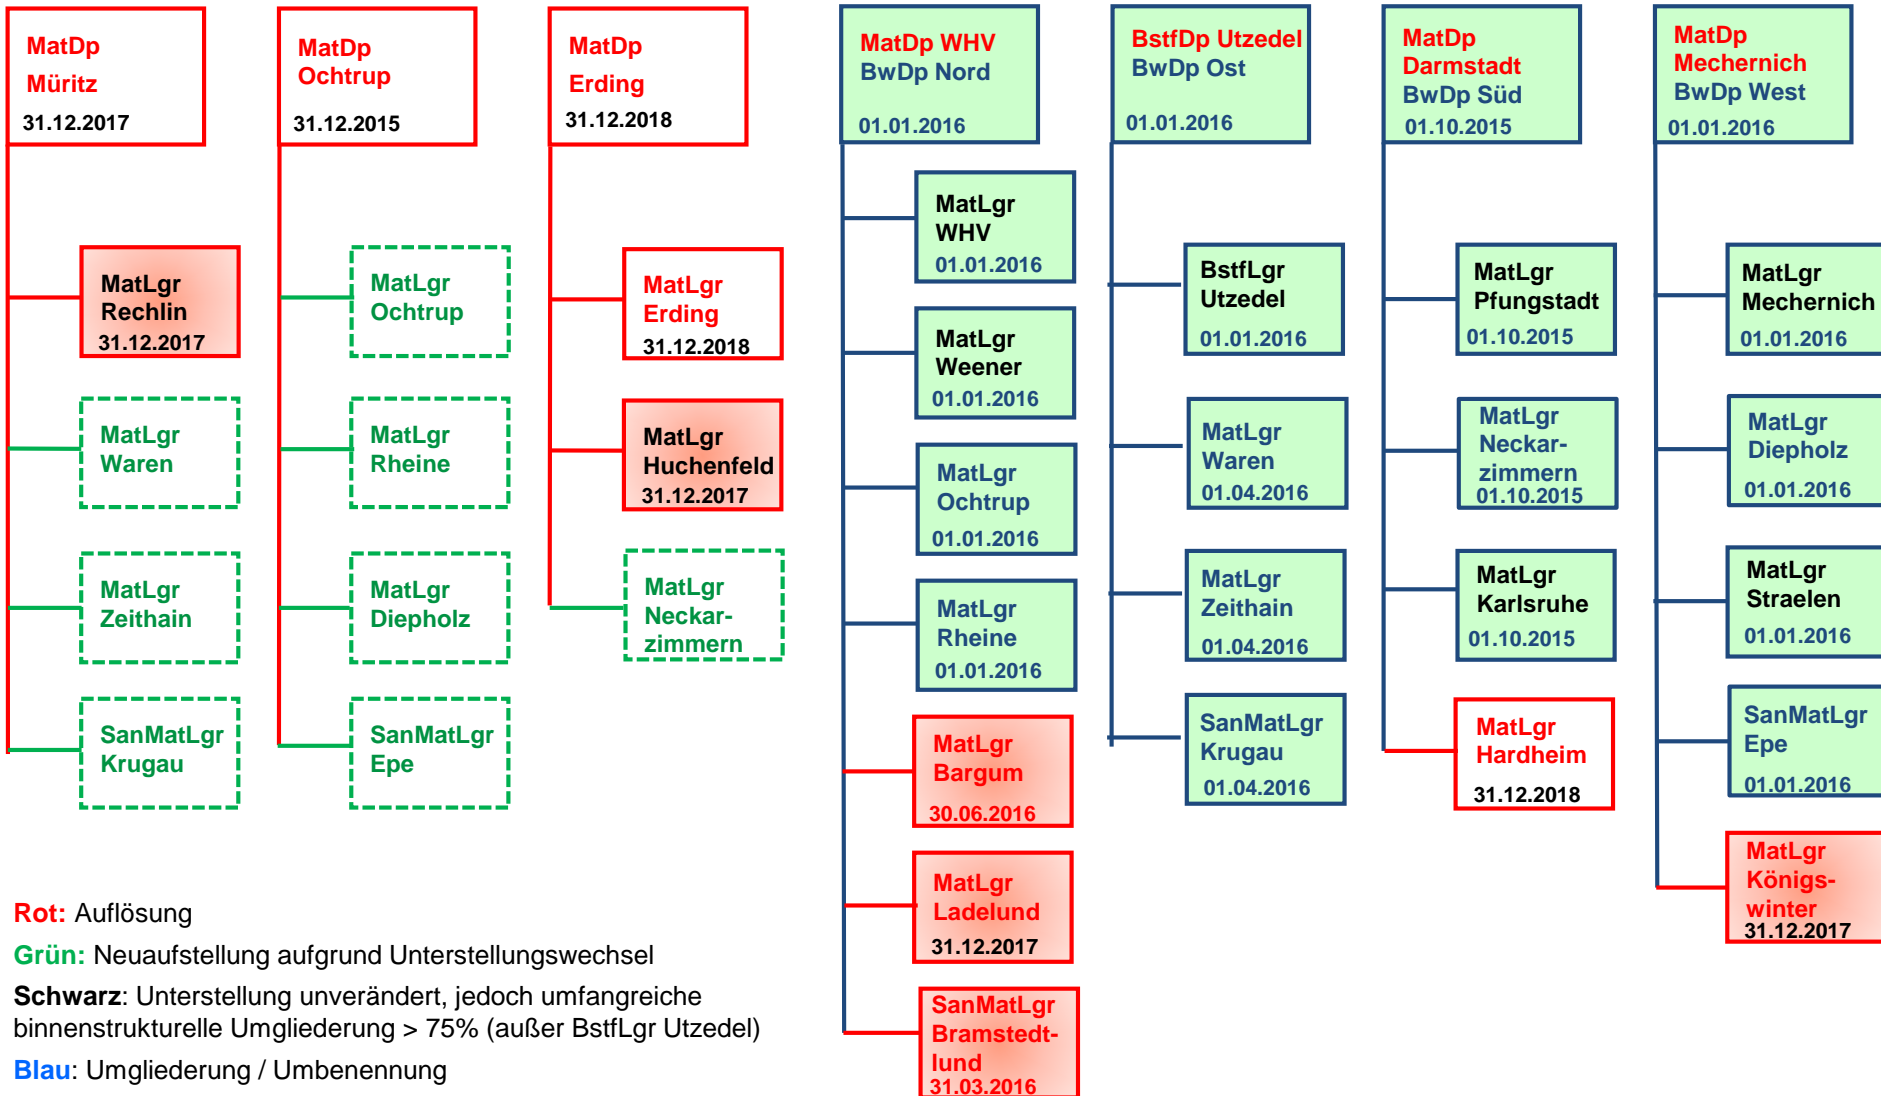 MatDp
Müritz
31.12.2017
MatLgr
Rechlin
31.12.2017
MatLgr
Waren
MatLgr
Zeithain
SanMatLgr
Krugau
MatDp
Ochtrup
31.12.2015
MatLgr
Ochtrup
MatLgr
Rheine
MatLgr
Diepholz
SanMatLgr
Epe
MatDp
Erding
31.12.2018
MatLgr
Erding
31.12.2018
MatLgr
Huchenfeld
31.12.2017
MatLgr
Neckar-
zimmern
MatDp WHV
BwDp Nord
01.01.2016
MatLgr
WHV
01.01.2016
MatLgr
Weener
01.01.2016
MatLgr
Ochtrup
01.01.2016
MatLgr
Rheine
01.01.2016
MatLgr
Bargum
30.06.2016
MatLgr
Ladelund
31.12.2017
SanMatLgr
Bramstedt-
lund
31.03.2016
BstfDp Utzedel
BwDp Ost
01.01.2016
BstfLgr
Utzedel
01.01.2016
MatLgr
Waren
01.04.2016
MatLgr
Zeithain
01.04.2016
SanMatLgr
Krugau
01.04.2016
MatDp
Darmstadt
BwDp Süd
01.10.2015
MatLgr
Pfungstadt
01.10.2015
MatLgr
Neckar-
zimmern
01.10.2015
MatLgr
Karlsruhe
01.10.2015
MatLgr
Hardheim
31.12.2018
MatDp
Mechernich
BwDp West
01.01.2016
MatLgr
Mechernich
01.01.2016
MatLgr
Diepholz
01.01.2016
MatLgr
Straelen
01.01.2016
SanMatLgr
Epe
01.01.2016
MatLgr
Königs-
winter
31.12.2017
Rot: Auflösung
Grün: Neuaufstellung aufgrund Unterstellungswechsel
Schwarz: Unterstellung unverändert, jedoch umfangreiche
binnenstrukturelle Umgliederung > 75% (außer BstfLgr Utzedel)
Blau: Umgliederung / Umbenennung